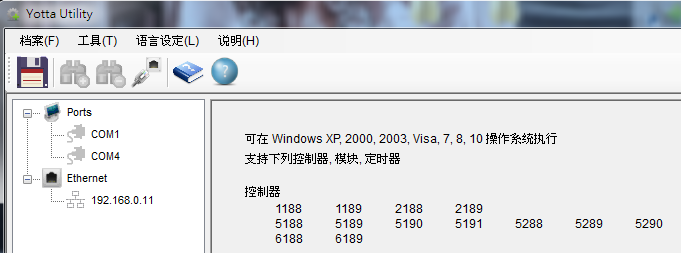 Yotta Utility
档案(F) 工具(T) 语言设定(L) 说明(H)
Ports
COM1
COM4
Ethernet
192.168.0.11
可在 Windows XP, 2000, 2003, Visa, 7, 8, 10 操作系统执行
支持下列控制器, 模块, 定时器
控制器
1188 1189 2188 2189
5188 5189 5190 5191 5288 5289 5290
6188 6189